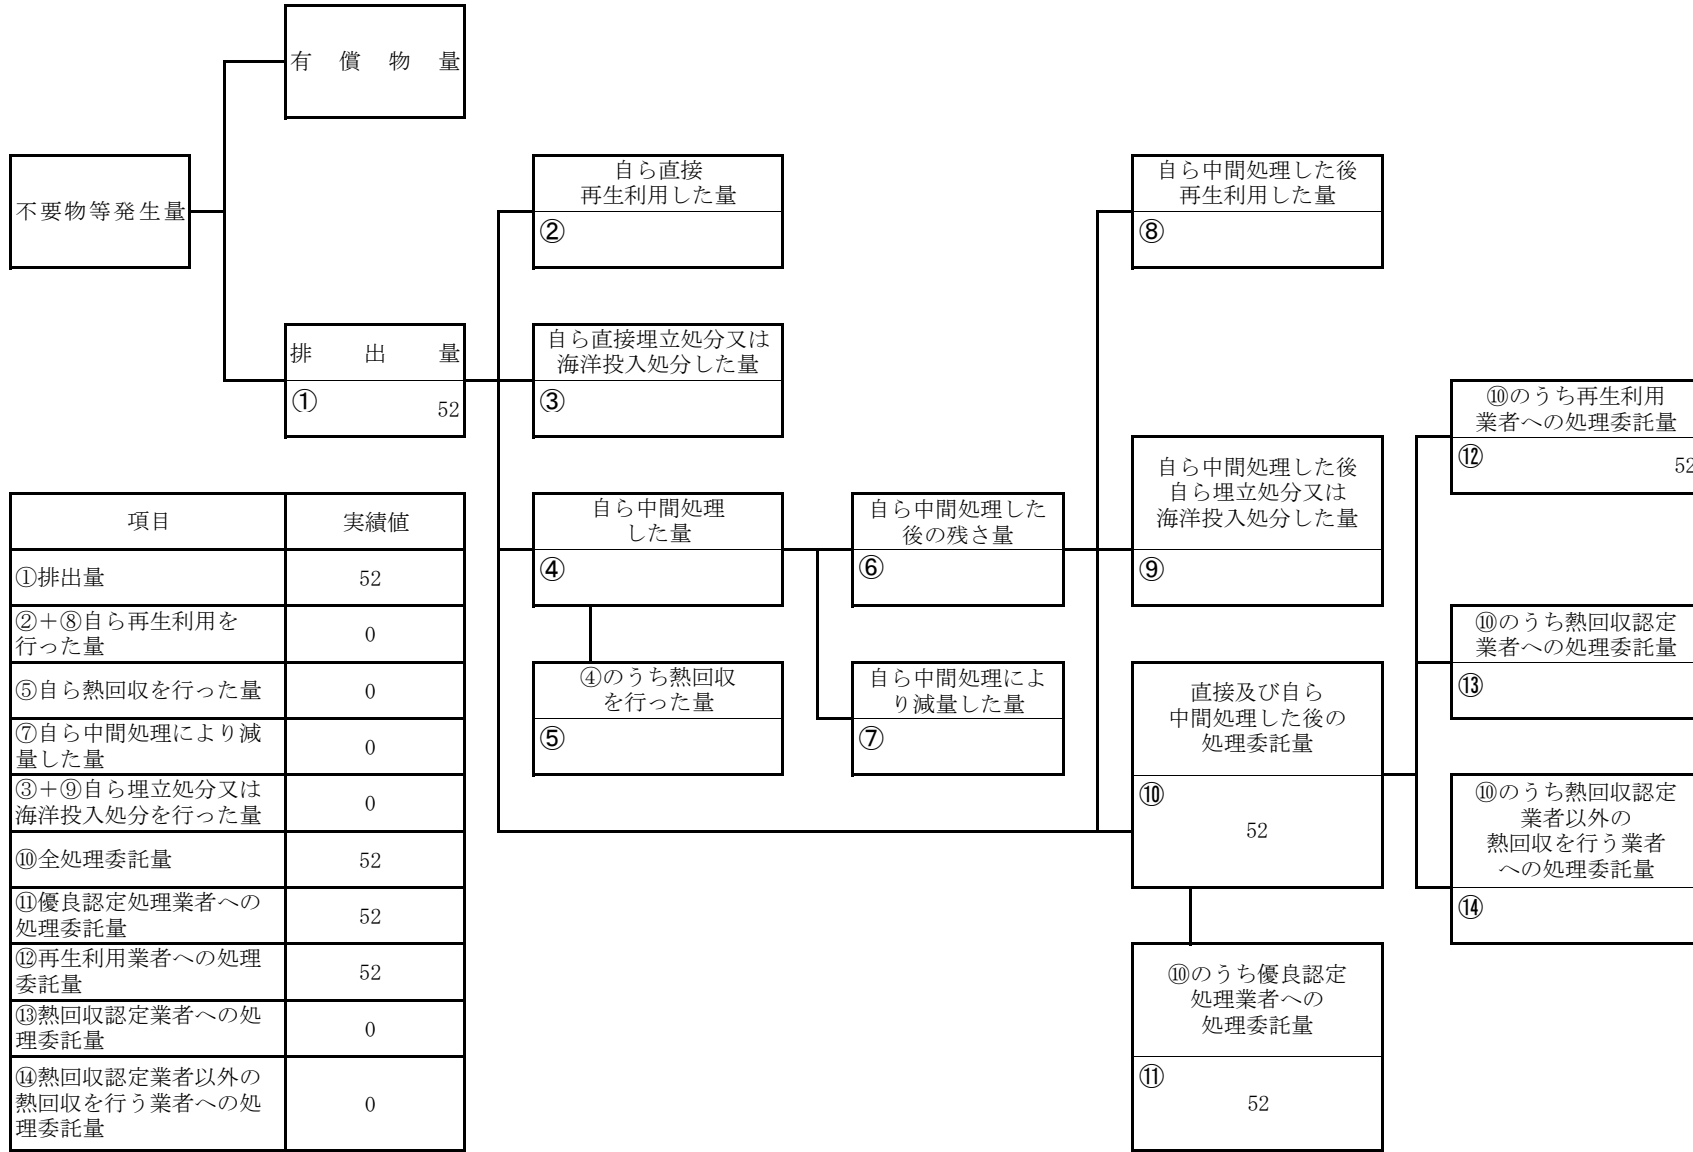 有償物量
不要物等発生量
自ら直接
再生利用した量
②
自ら中間処理した後
再生利用した量
⑧
排出量
① 52
自ら直接埋立処分又は
海洋投入処分した量
③
⑩のうち再生利用
業者への処理委託量
⑫ 52
自ら中間処理
した量
④
自ら中間処理した
後の残さ量
⑥
自ら中間処理した後
自ら埋立処分又は
海洋投入処分した量
⑨
④のうち熱回収
を行った量
⑤
自ら中間処理によ
り減量した量
⑦
直接及び自ら
中間処理した後の
処理委託量
⑩
52
⑩のうち熱回収認定
業者への処理委託量
⑬
⑩のうち熱回収認定
業者以外の
熱回収を行う業者
への処理委託量
⑭
⑩のうち優良認定
処理業者への
処理委託量
⑪
52
項目 実績値
①排出量 52
②+⑧自ら再生利用を
行った量 0
⑤自ら熱回収を行った量 0
⑦自ら中間処理により減
量した量 0
③+⑨自ら埋立処分又は
海洋投入処分を行った量 0
⑩全処理委託量 52
⑪優良認定処理業者への
処理委託量 52
⑫再生利用業者への処理
委託量 52
⑬熱回収認定業者への処
理委託量 0
⑭熱回収認定業者以外の
熱回収を行う業者への処
理委託量 0